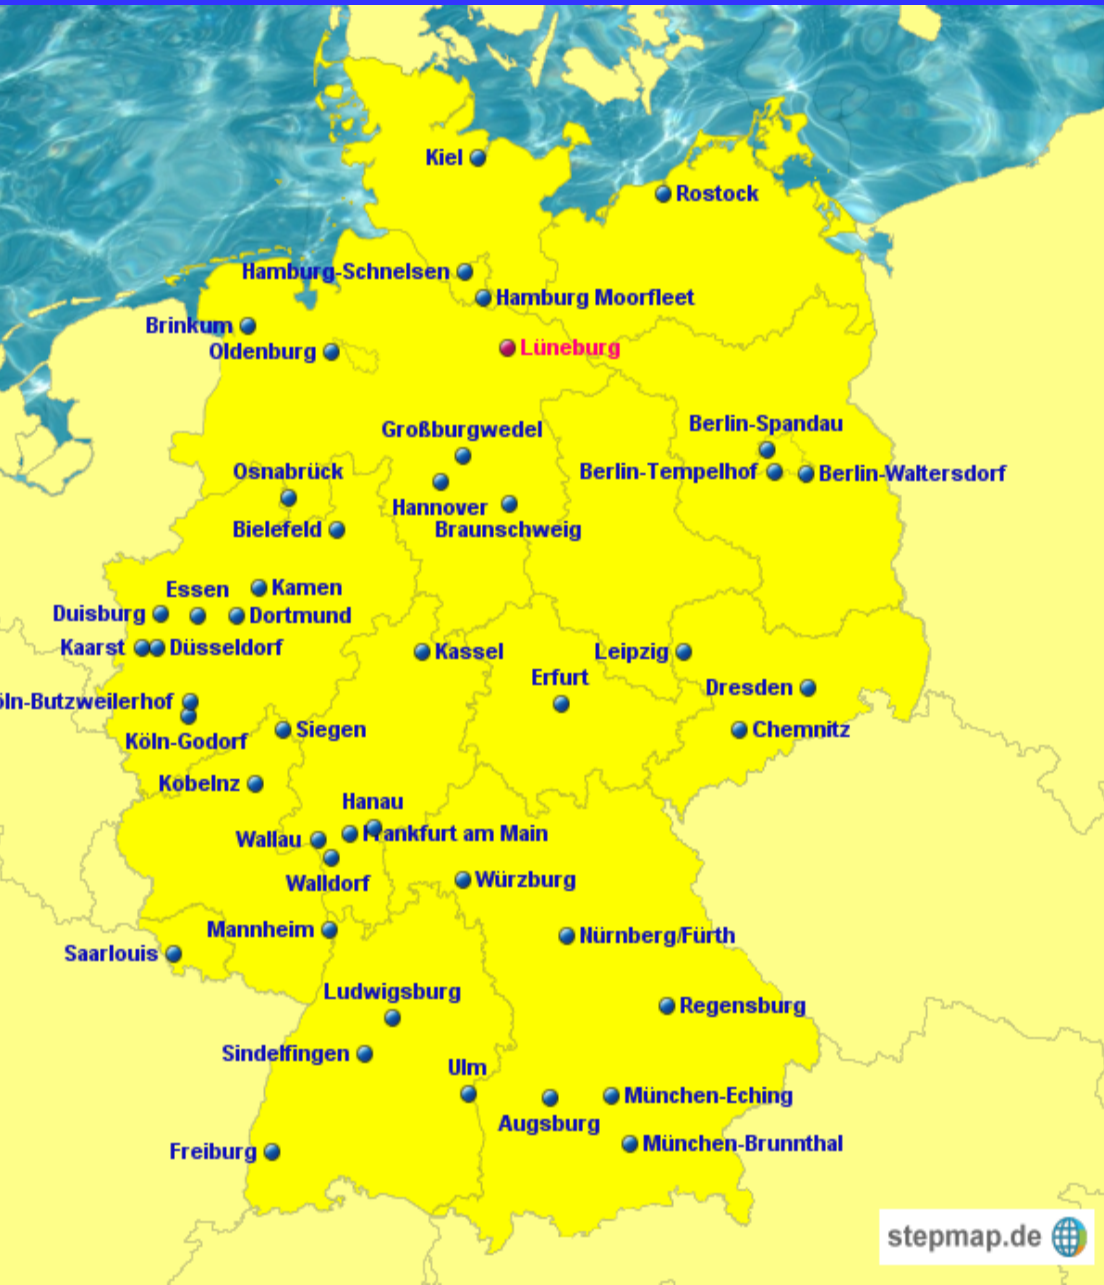 Kiel
Rostock
Hamburg-Schnelsen
Hamburg Moorfleet
Brinkum
Oldenburg
Lüneburg
Großburgwedel
Berlin-Spandau
Osnabrück
Berlin-Tempelhof
Berlin-Waltersdorf
Hannover
Bielefeld
Braunschweig
Essen
Kamen
Duisburg
Dortmund
Kaarst
Düsseldorf
Kassel
Leipzig
Erfurt
Dresden
öln-Butzweilerhof
Siegen
Chemnitz
Köln-Godorf
Kobelnz
Hanau
Wallau
Frankfurt am Main
Walldorf
Würzburg
Mannheim
Nürnberg/Fürth
Saarlouis
Ludwigsburg
Regensburg
Sindelfingen
Ulm
München-Eching
Augsburg
München-Brunnthal
Freiburg
stepmap.de